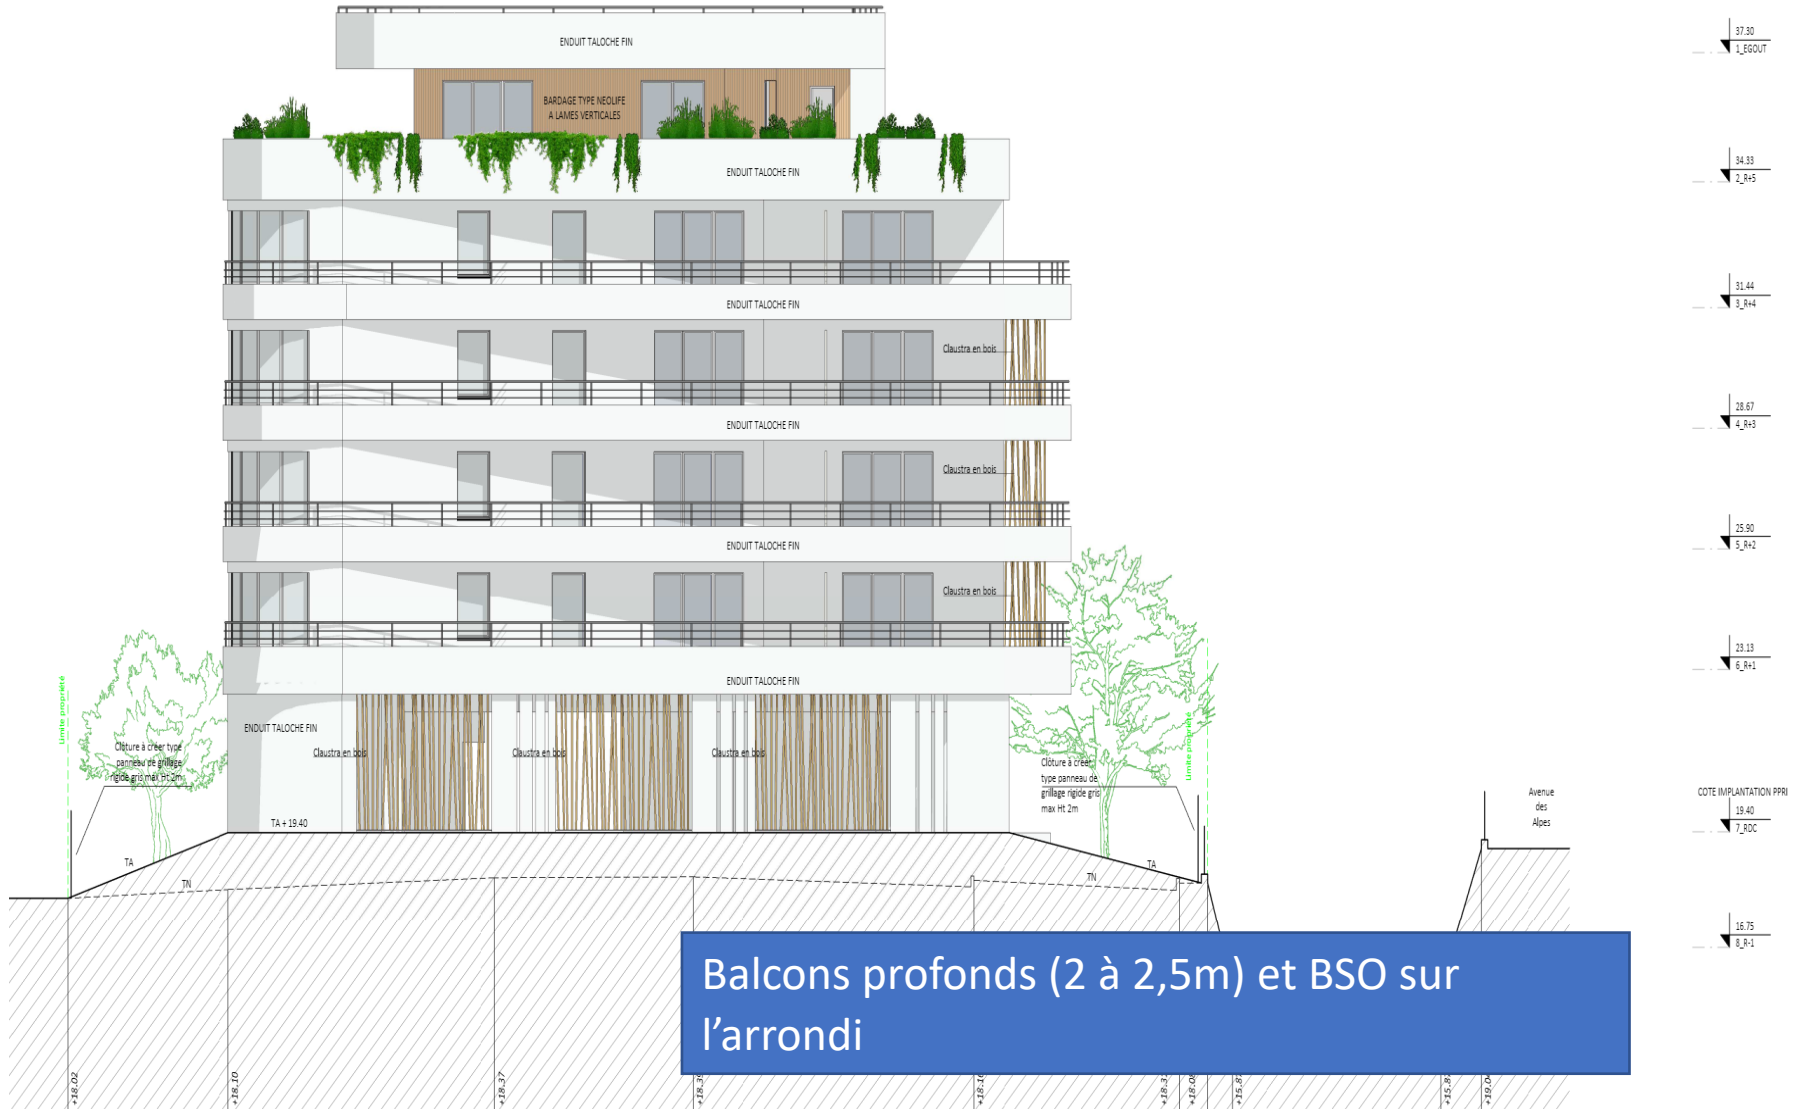 ENDUIT TALOCHE FIN
BARDAGE TYPE NEOLIFE
A LAMES VERTICALES
ENDUIT TALOCHE FIN
ENDUIT TALOCHE FIN
Claustra en bois
ENDUIT TALOCHE FIN
Claustra en bois
ENDUIT TALOCHE FIN
Claustra en bois
ENDUIT TALOCHE FIN
ENDUIT TALOCHE FIN
Claustra en bois
Claustra en bois
Claustra en bois
Limite propriété
Clôture à créer type
panneau de grillage
rigide gris max Ht 2m
TA + 19.40
TA
TN
Limite propriété
Clôture à créer
type panneau de
grillage rigide gris
max Ht 2m
TA
TN
Avenue
des
Alpes
37.30
1_EGOUT
34.33
2_R+5
31.44
3_R+4
28.67
4_R+3
25.90
5_R+2
23.13
6_R+1
COTE IMPLANTATION PPRI
19.40
7_RDC
16.75
8_R-1
Balcons profonds (2 à 2,5m) et BSO sur
l’arrondi
+18.02
+18.10
+18.37